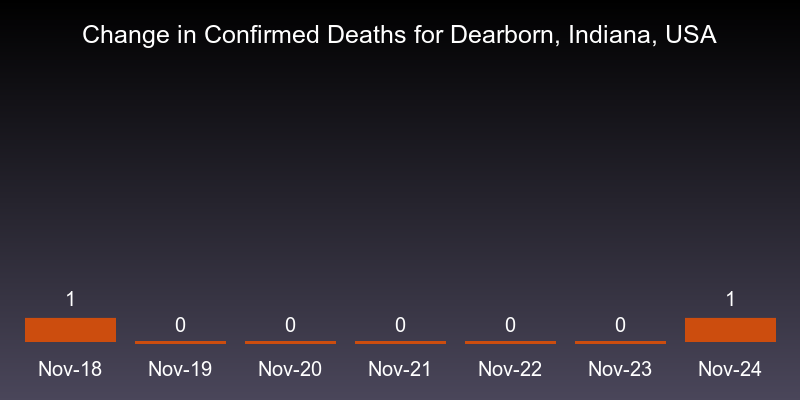 Change in Confirmed Deaths for Dearborn, Indiana, USA
1 0 0 0 0 0 1
Nov-18 Nov-19 Nov-20 Nov-21 Nov-22 Nov-23 Nov-24